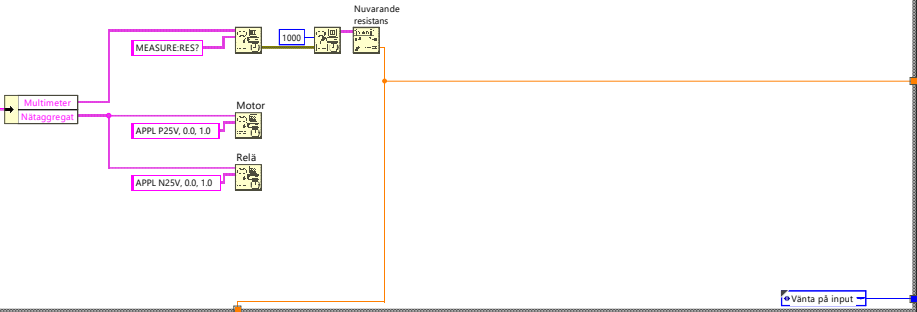 Nuvarande
resistans
MEASURE:RES?
1000
Multimeter
Nätaggregat
Motor
APPL P25V, 0.0, 1.0
Relä
APPL N25V, 0.0, 1.0
Vänta på input